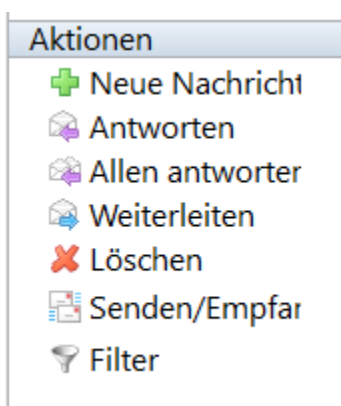 Aktionen
Neue Nachricht
Antworten
Allen antworter
Weiterleiten
Löschen
Senden/Empfar
Filter